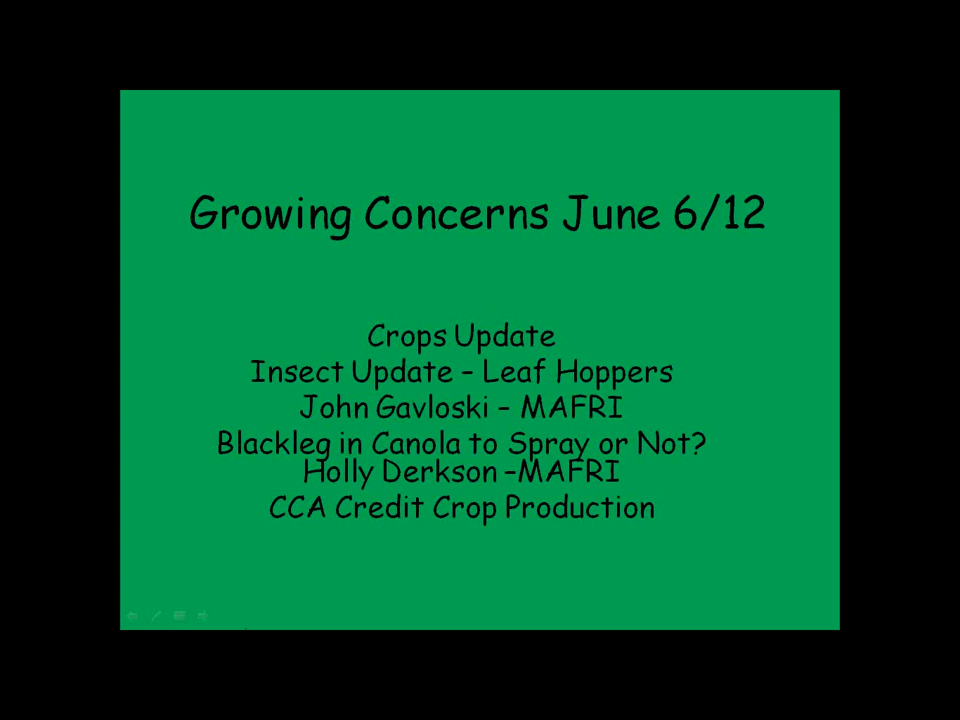 Growing Concerns June 6/12
Crops Update
Insect Update – Leaf Hoppers
John Gavloski – MAFRI
Blackleg in Canola to Spray or Not?
Holly Derkson –MAFRI
CCA Credit Crop Production